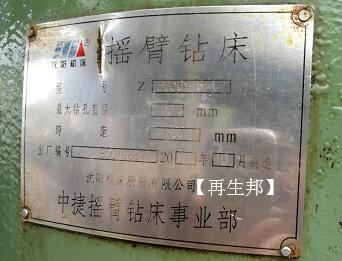 沈阳机床
摇臂钻床
型号 Z
最大钻孔直径 mm
跨距 mm
出厂编号 20 年 月制造
沈阳机床股份有限公司
【再生邦】
中捷摇臂钻床事业部